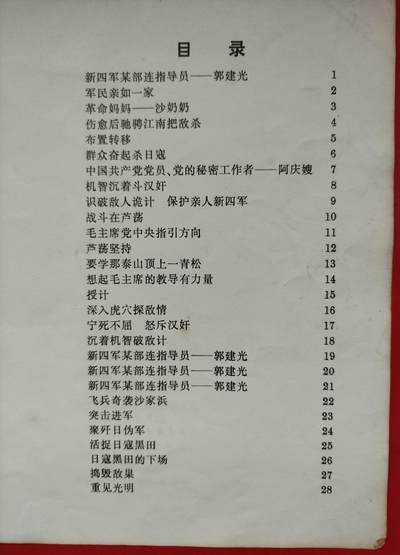 目 录
新四军某部连指导员——郭建光 1
军民亲如一家 2
革命妈妈——沙奶奶 3
伤愈后驰骋江南把敌杀 4
布置转移 5
群众奋起杀日寇 6
中国共产党党员、党的秘密工作者——阿庆嫂 7
机智沉着斗汉奸 8
识破敌人诡计 保护亲人新四军 9
战斗在芦荡 10
毛主席党中央指引方向 11
芦荡坚持 12
要学那泰山顶上一青松 13
想起毛主席的教导有力量 14
授计 15
深入虎穴探敌情 16
宁死不屈 怒斥汉奸 17
沉着机智破敌计 18
新四军某部连指导员——郭建光 19
新四军某部连指导员——郭建光 20
新四军某部连指导员——郭建光 21
飞兵奇袭沙家浜 22
突击进军 23
聚歼日伪军 24
活捉日寇黑田 25
日寇黑田的下场 26
捣毁敌巢 27
重见光明 28